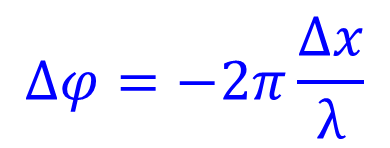 Δφ = −2π Δx/λ